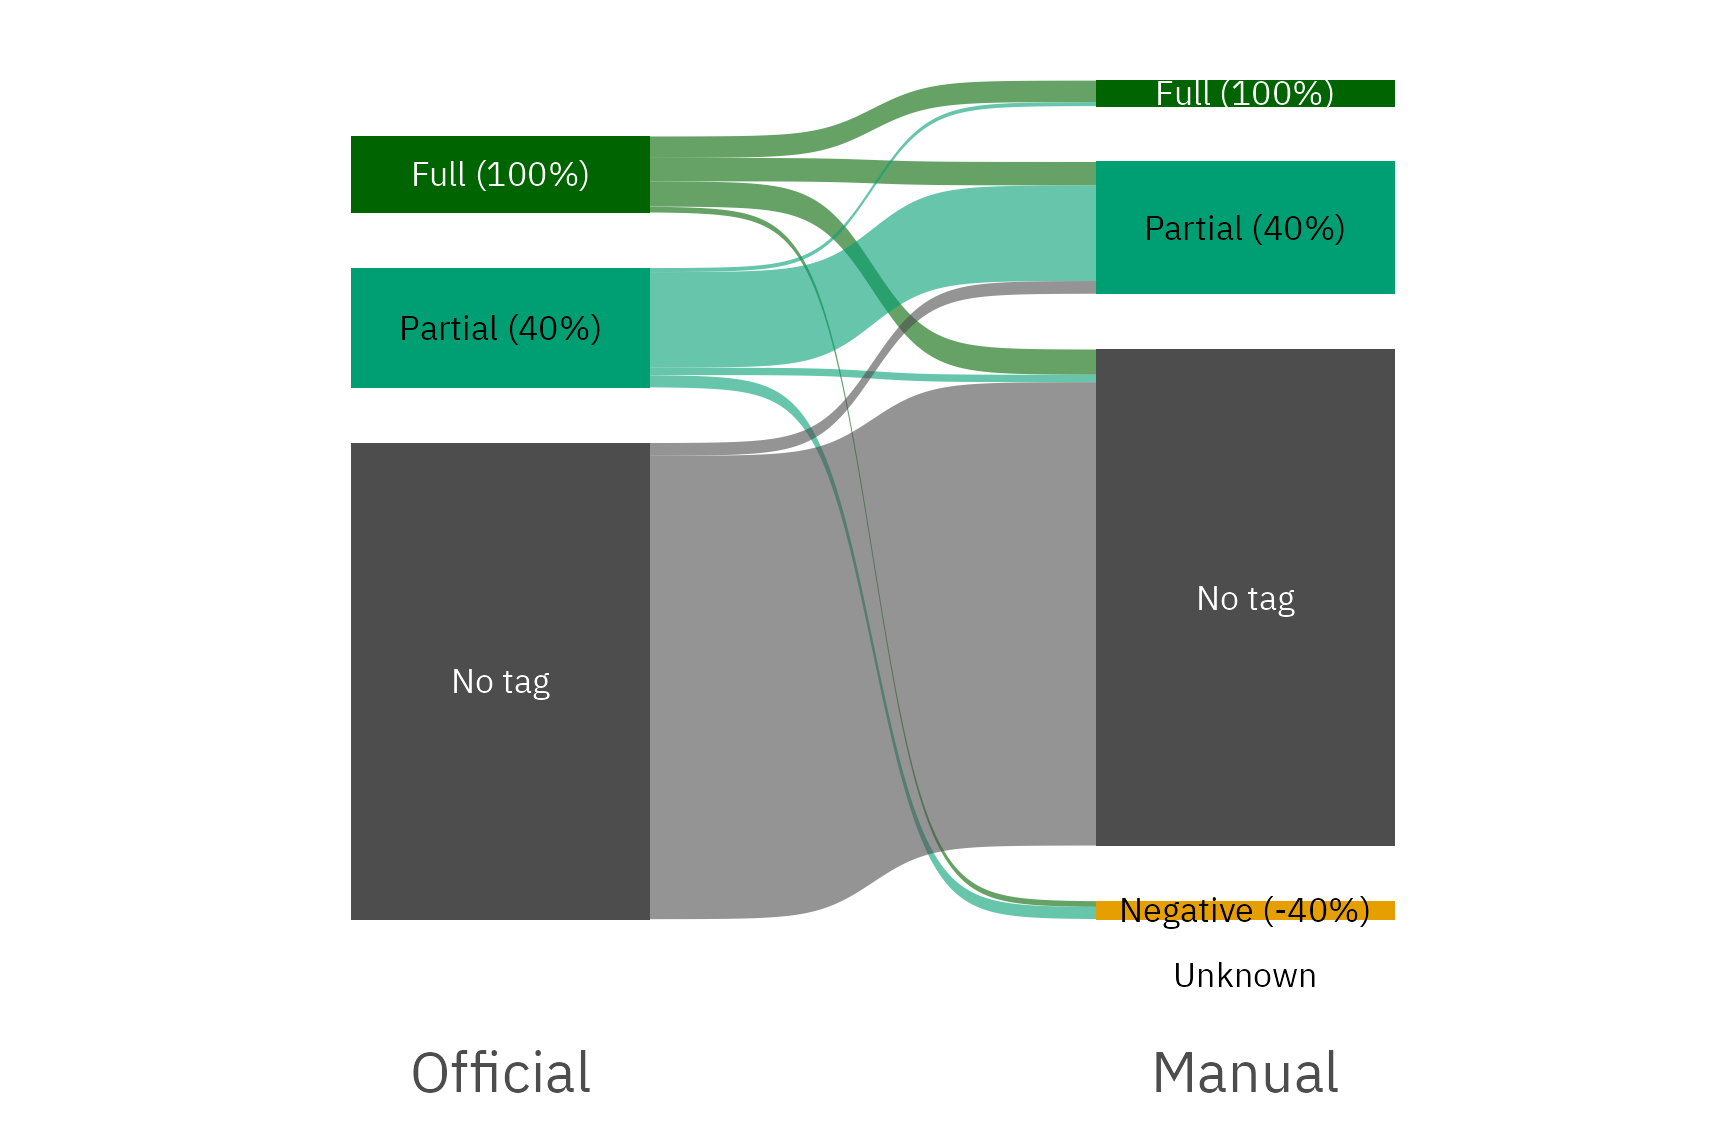 Full (100%)
Partial (40%)
No tag
Full (100%)
Partial (40%)
No tag
Negative (-40%)
Unknown
Official
Manual